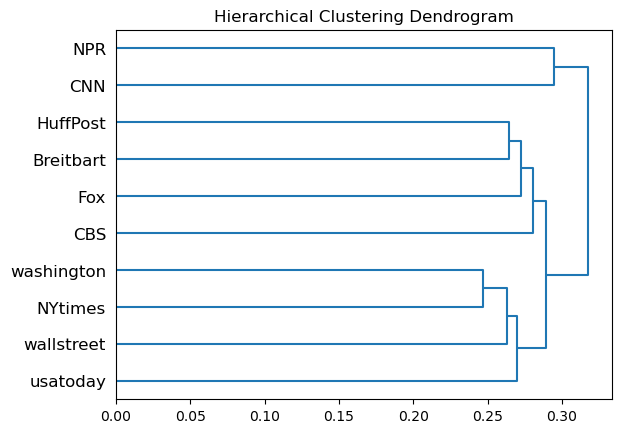 Hierarchical Clustering Dendrogram
NPR
CNN
HuffPost
Breitbart
Fox
CBS
washington
NYtimes
wallstreet
usatoday
0.00 0.05 0.10 0.15 0.20 0.25 0.30